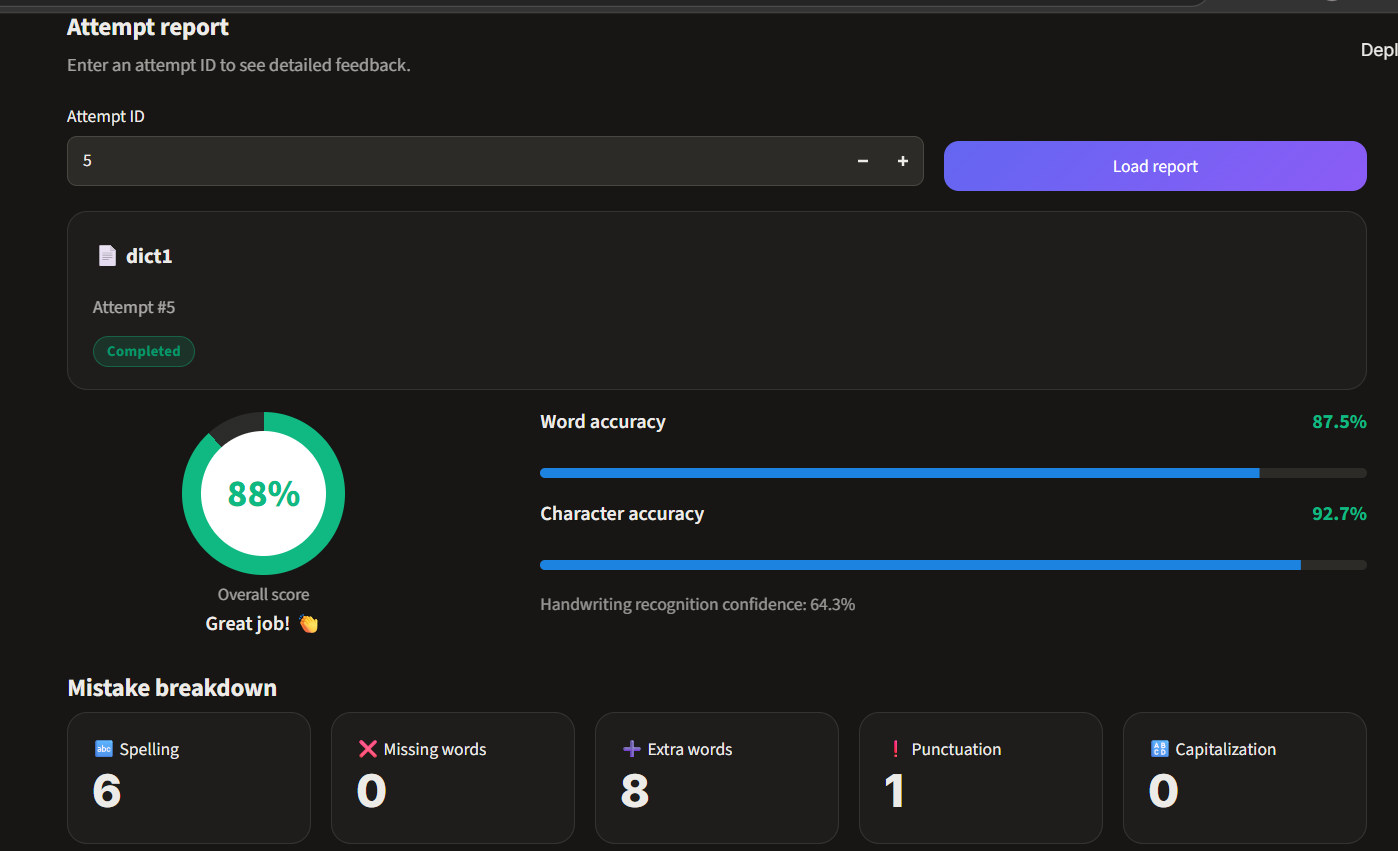 Attempt report
Enter an attempt ID to see detailed feedback.
Attempt ID
5
Load report
dict1
Attempt #5
Completed
88%
Overall score
Great job! 👏
Word accuracy 87.5%
Character accuracy 92.7%
Handwriting recognition confidence: 64.3%
Mistake breakdown
Spelling
6
Missing words
0
Extra words
8
Punctuation
1
Capitalization
0